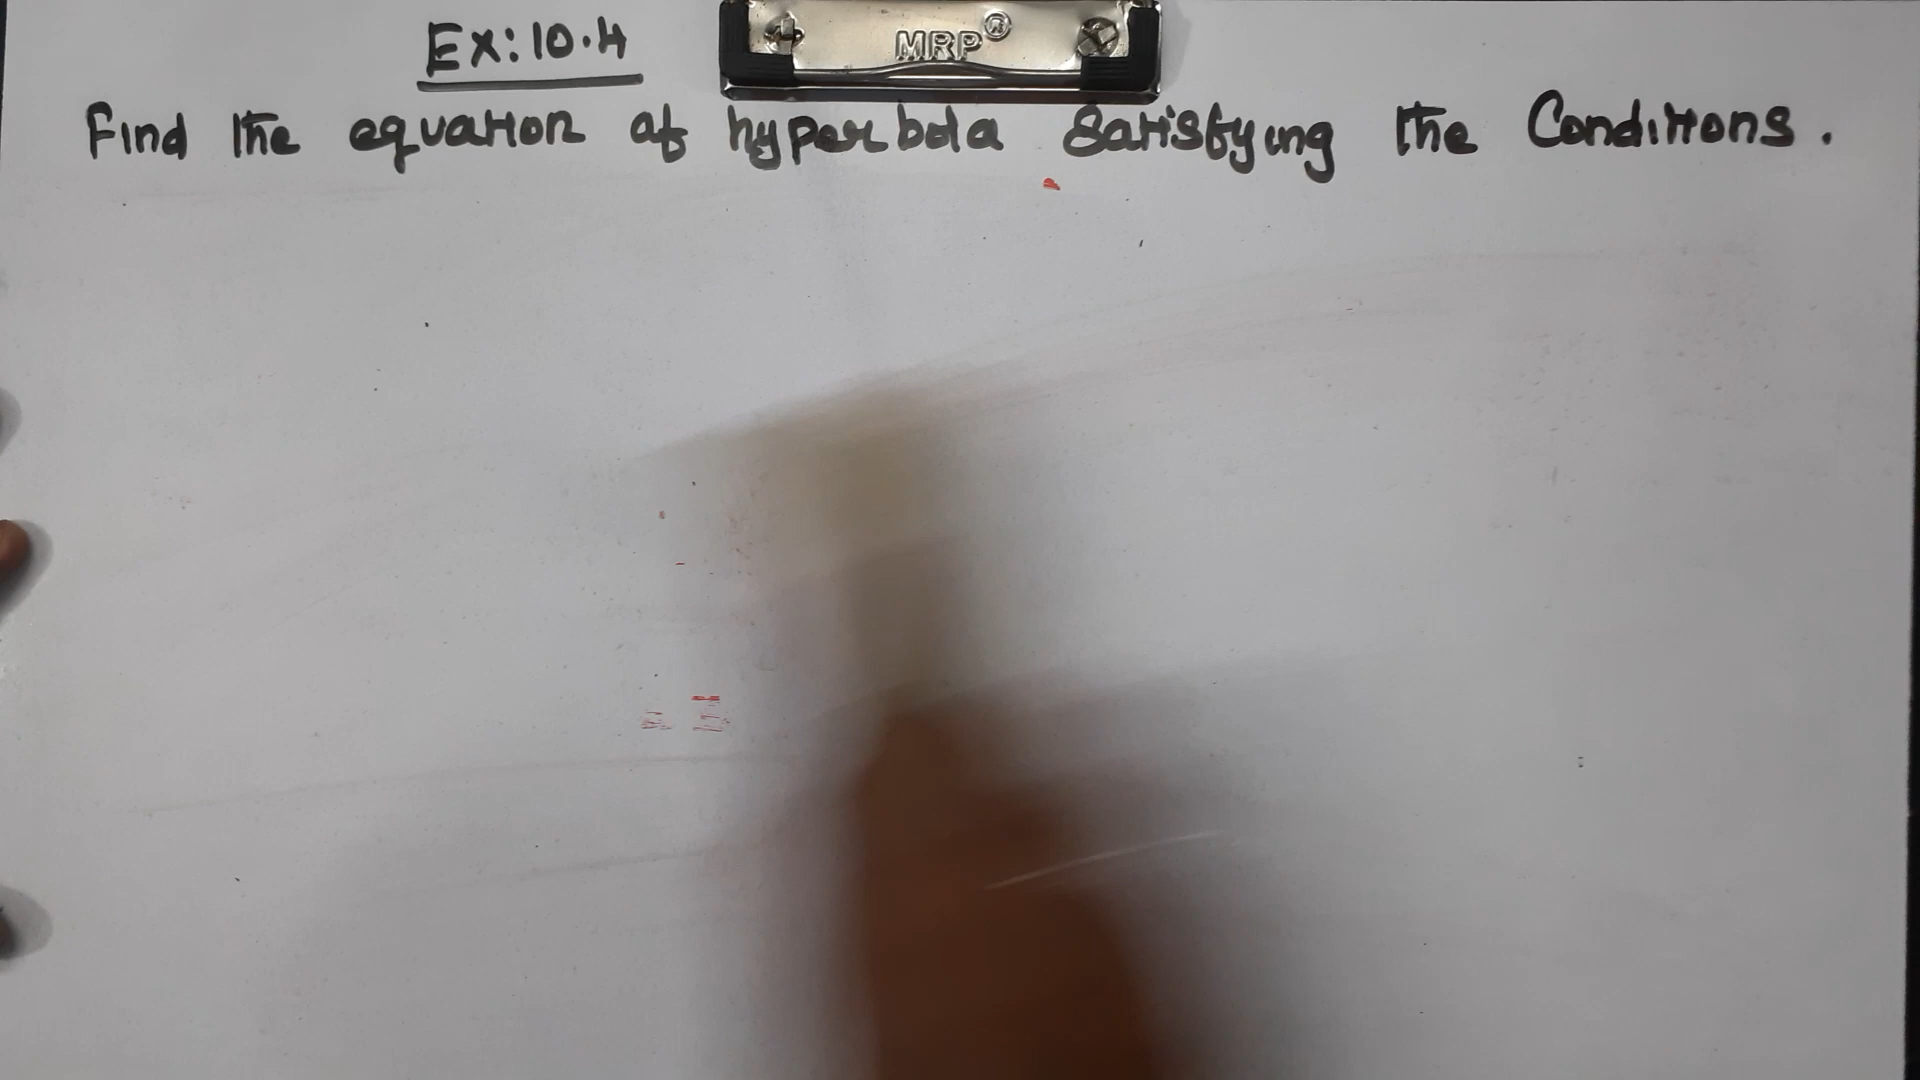 Ex: 10.4
MRP®
Find the equation of hyperbola satisfying the Conditions.